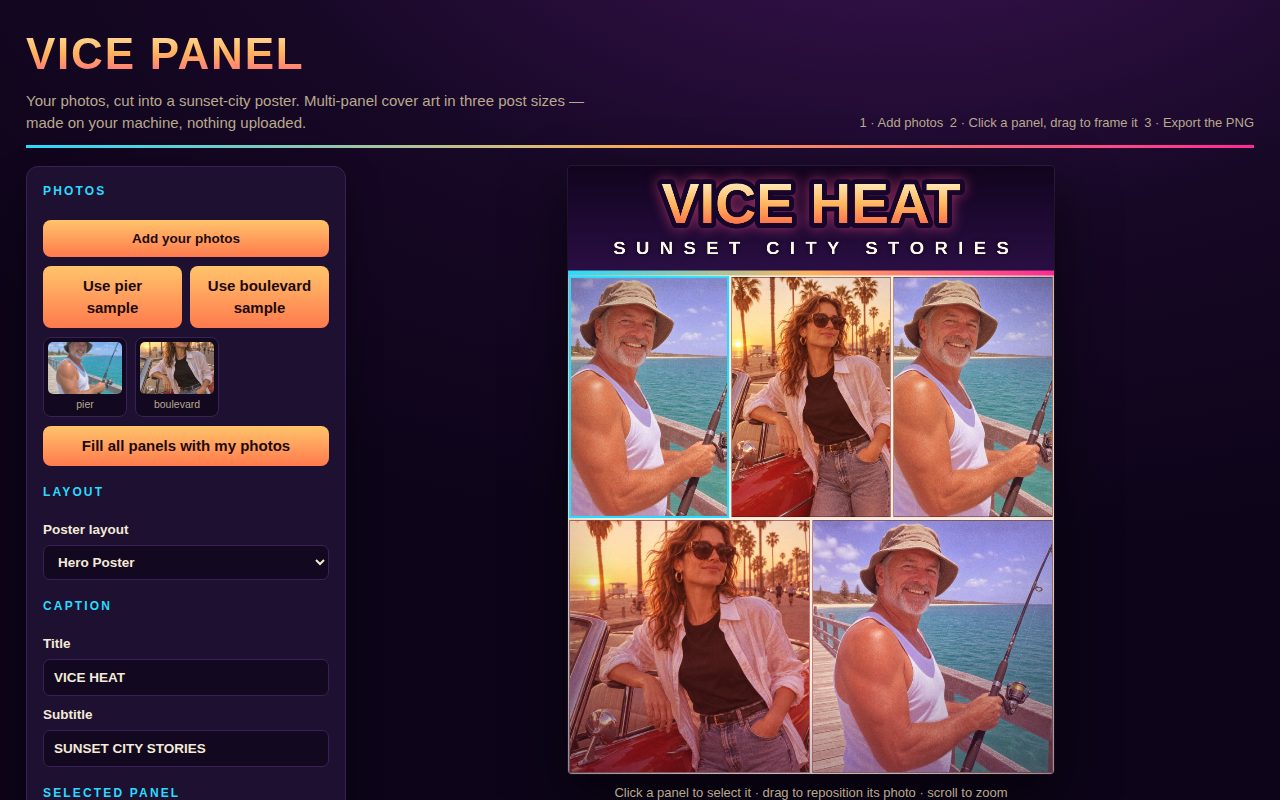 VICE PANEL
Your photos, cut into a sunset-city poster. Multi-panel cover art in three post sizes —
made on your machine, nothing uploaded.
1 · Add photos 2 · Click a panel, drag to frame it 3 · Export the PNG
PHOTOS
Add your photos
Use pier
sample
Use boulevard
sample
pier
boulevard
Fill all panels with my photos
LAYOUT
Poster layout
Hero Poster
CAPTION
Title
VICE HEAT
Subtitle
SUNSET CITY STORIES
SELECTED PANEL
VICE HEAT
SUNSET CITY STORIES
Click a panel to select it · drag to reposition its photo · scroll to zoom